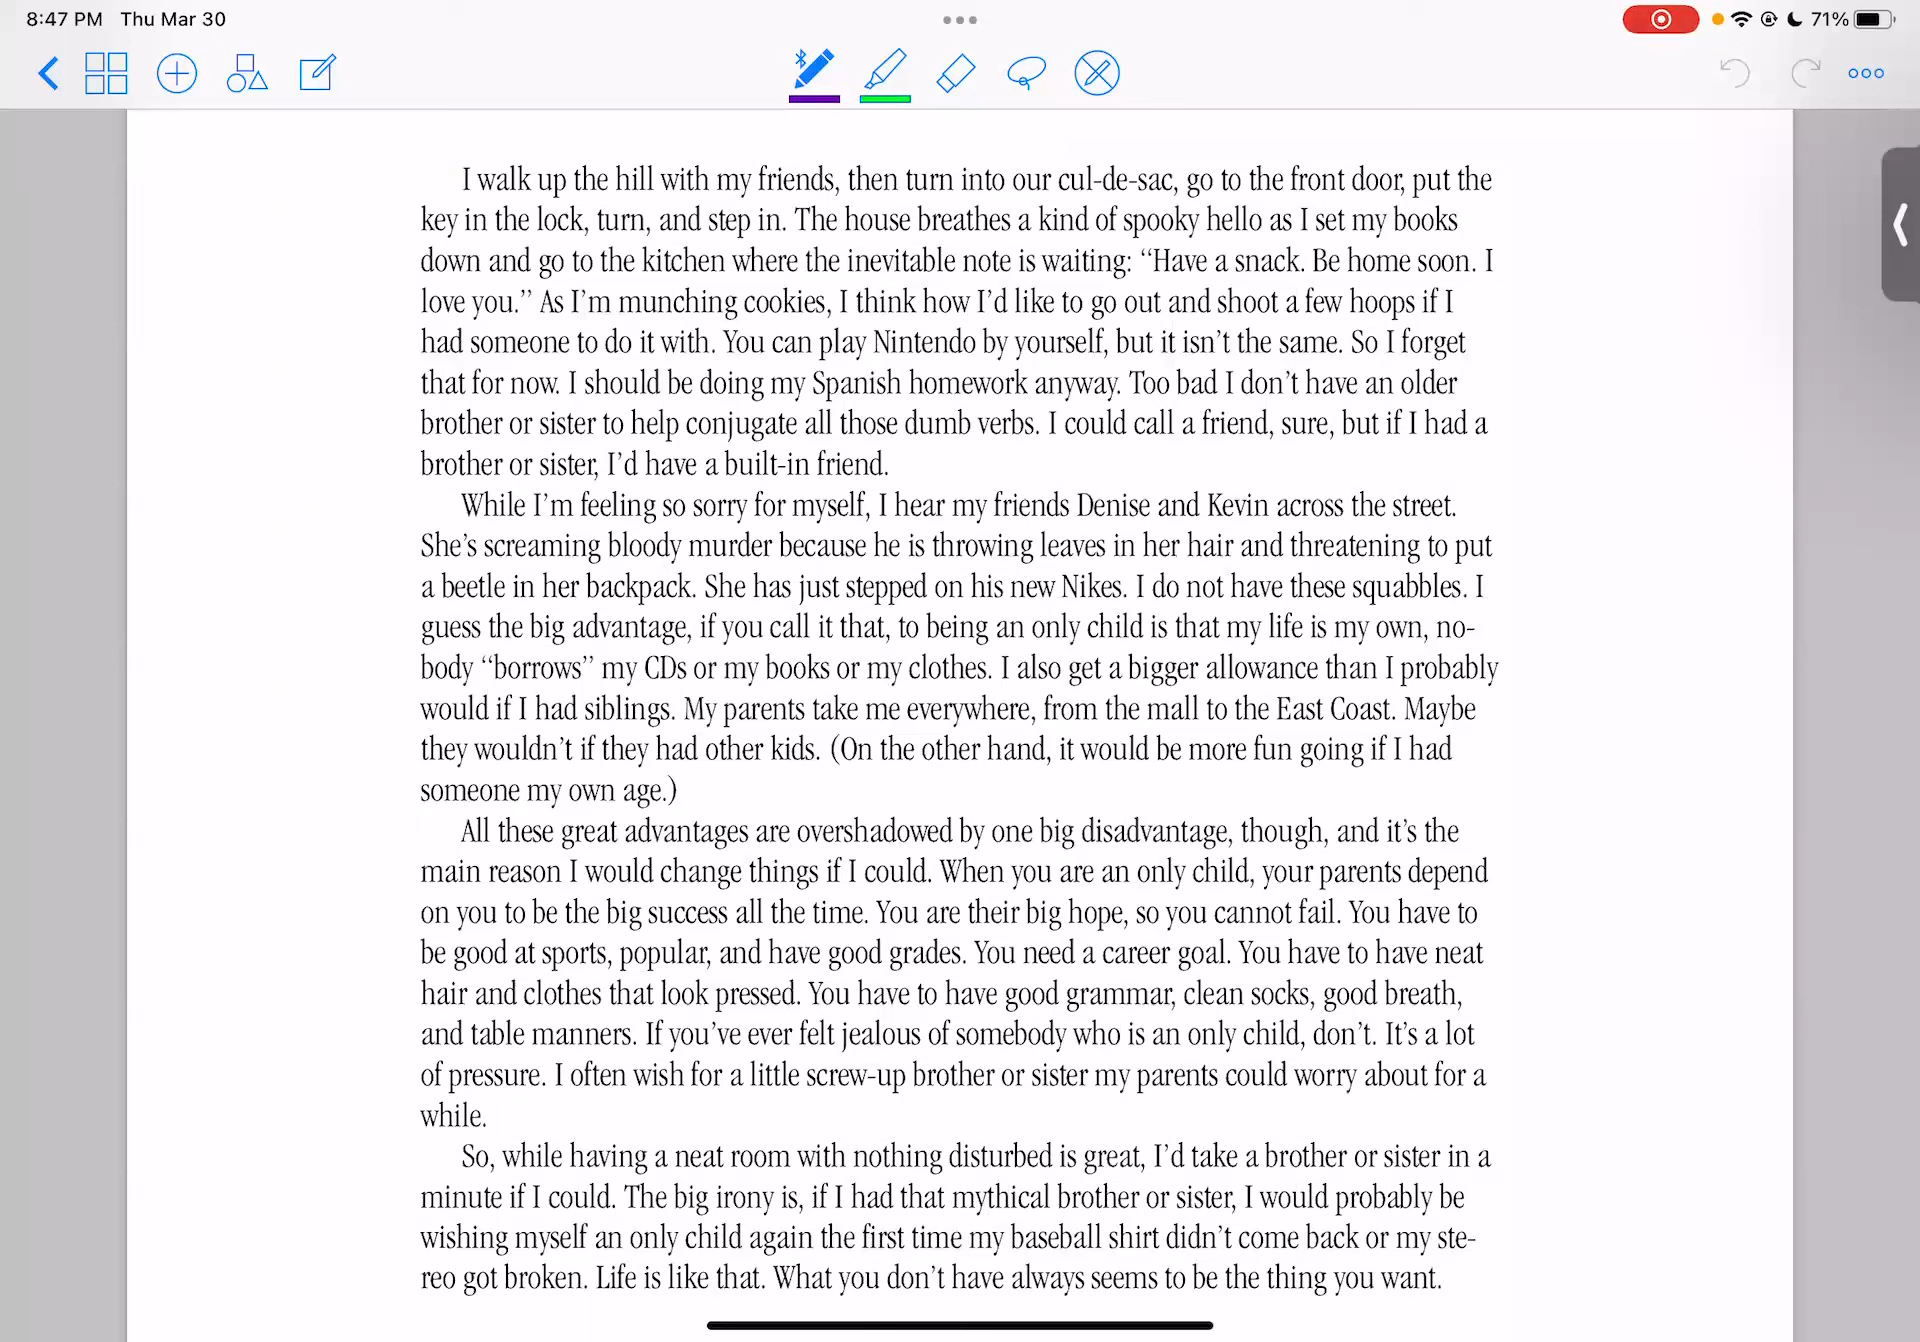 8:47 PM Thu Mar 30
71%
I walk up the hill with my friends, then turn into our cul-de-sac, go to the front door, put the
key in the lock, turn, and step in. The house breathes a kind of spooky hello as I set my books
down and go to the kitchen where the inevitable note is waiting: “Have a snack. Be home soon. I
love you.” As I’m munching cookies, I think how I’d like to go out and shoot a few hoops if I
had someone to do it with. You can play Nintendo by yourself, but it isn’t the same. So I forget
that for now. I should be doing my Spanish homework anyway. Too bad I don’t have an older
brother or sister to help conjugate all those dumb verbs. I could call a friend, sure, but if I had a
brother or sister, I’d have a built-in friend.
While I’m feeling so sorry for myself, I hear my friends Denise and Kevin across the street.
She’s screaming bloody murder because he is throwing leaves in her hair and threatening to put
a beetle in her backpack. She has just stepped on his new Nikes. I do not have these squabbles. I
guess the big advantage, if you call it that, to being an only child is that my life is my own, no-
body “borrows” my CDs or my books or my clothes. I also get a bigger allowance than I probably
would if I had siblings. My parents take me everywhere, from the mall to the East Coast. Maybe
they wouldn’t if they had other kids. (On the other hand, it would be more fun going if I had
someone my own age.)
All these great advantages are overshadowed by one big disadvantage, though, and it’s the
main reason I would change things if I could. When you are an only child, your parents depend
on you to be the big success all the time. You are their big hope, so you cannot fail. You have to
be good at sports, popular, and have good grades. You need a career goal. You have to have neat
hair and clothes that look pressed. You have to have good grammar, clean socks, good breath,
and table manners. If you’ve ever felt jealous of somebody who is an only child, don’t. It’s a lot
of pressure. I often wish for a little screw-up brother or sister my parents could worry about for a
while.
So, while having a neat room with nothing disturbed is great, I’d take a brother or sister in a
minute if I could. The big irony is, if I had that mythical brother or sister, I would probably be
wishing myself an only child again the first time my baseball shirt didn’t come back or my ste-
reo got broken. Life is like that. What you don’t have always seems to be the thing you want.